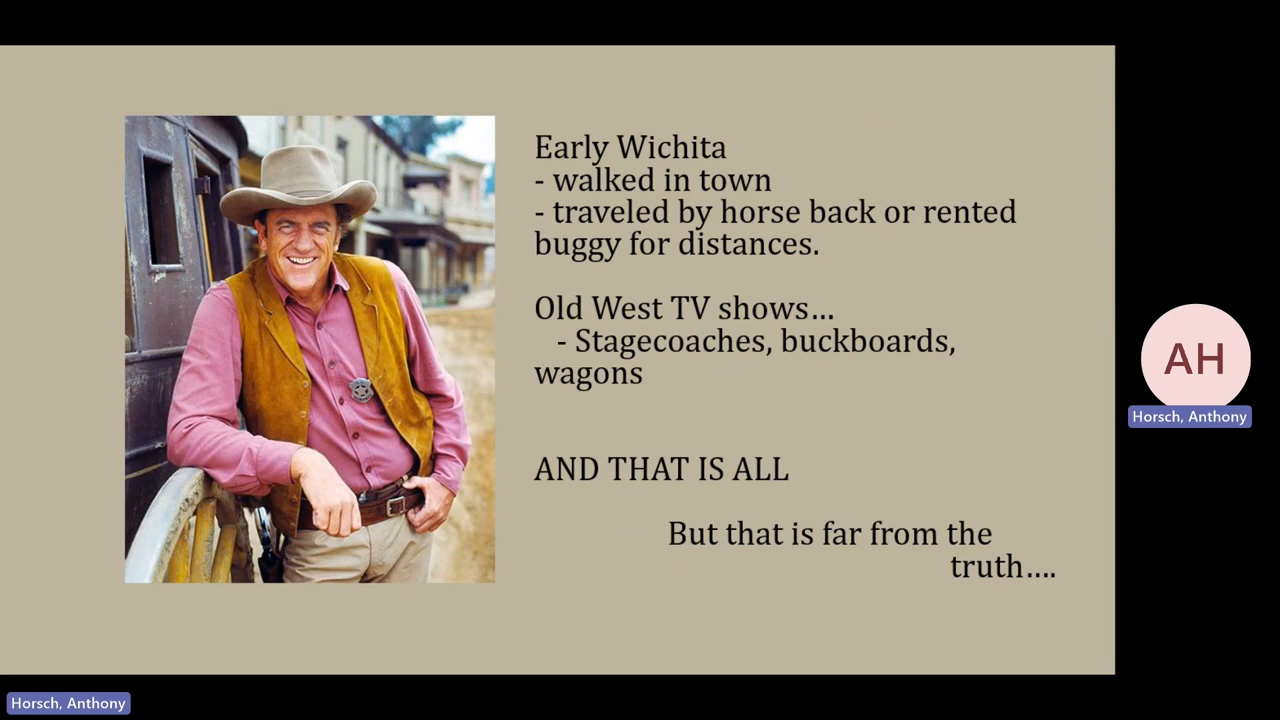 Early Wichita
- walked in town
- traveled by horse back or rented
buggy for distances.
Old West TV shows…
- Stagecoaches, buckboards,
wagons
AND THAT IS ALL
But that is far from the
truth….
AH
Horsch, Anthony
Horsch, Anthony